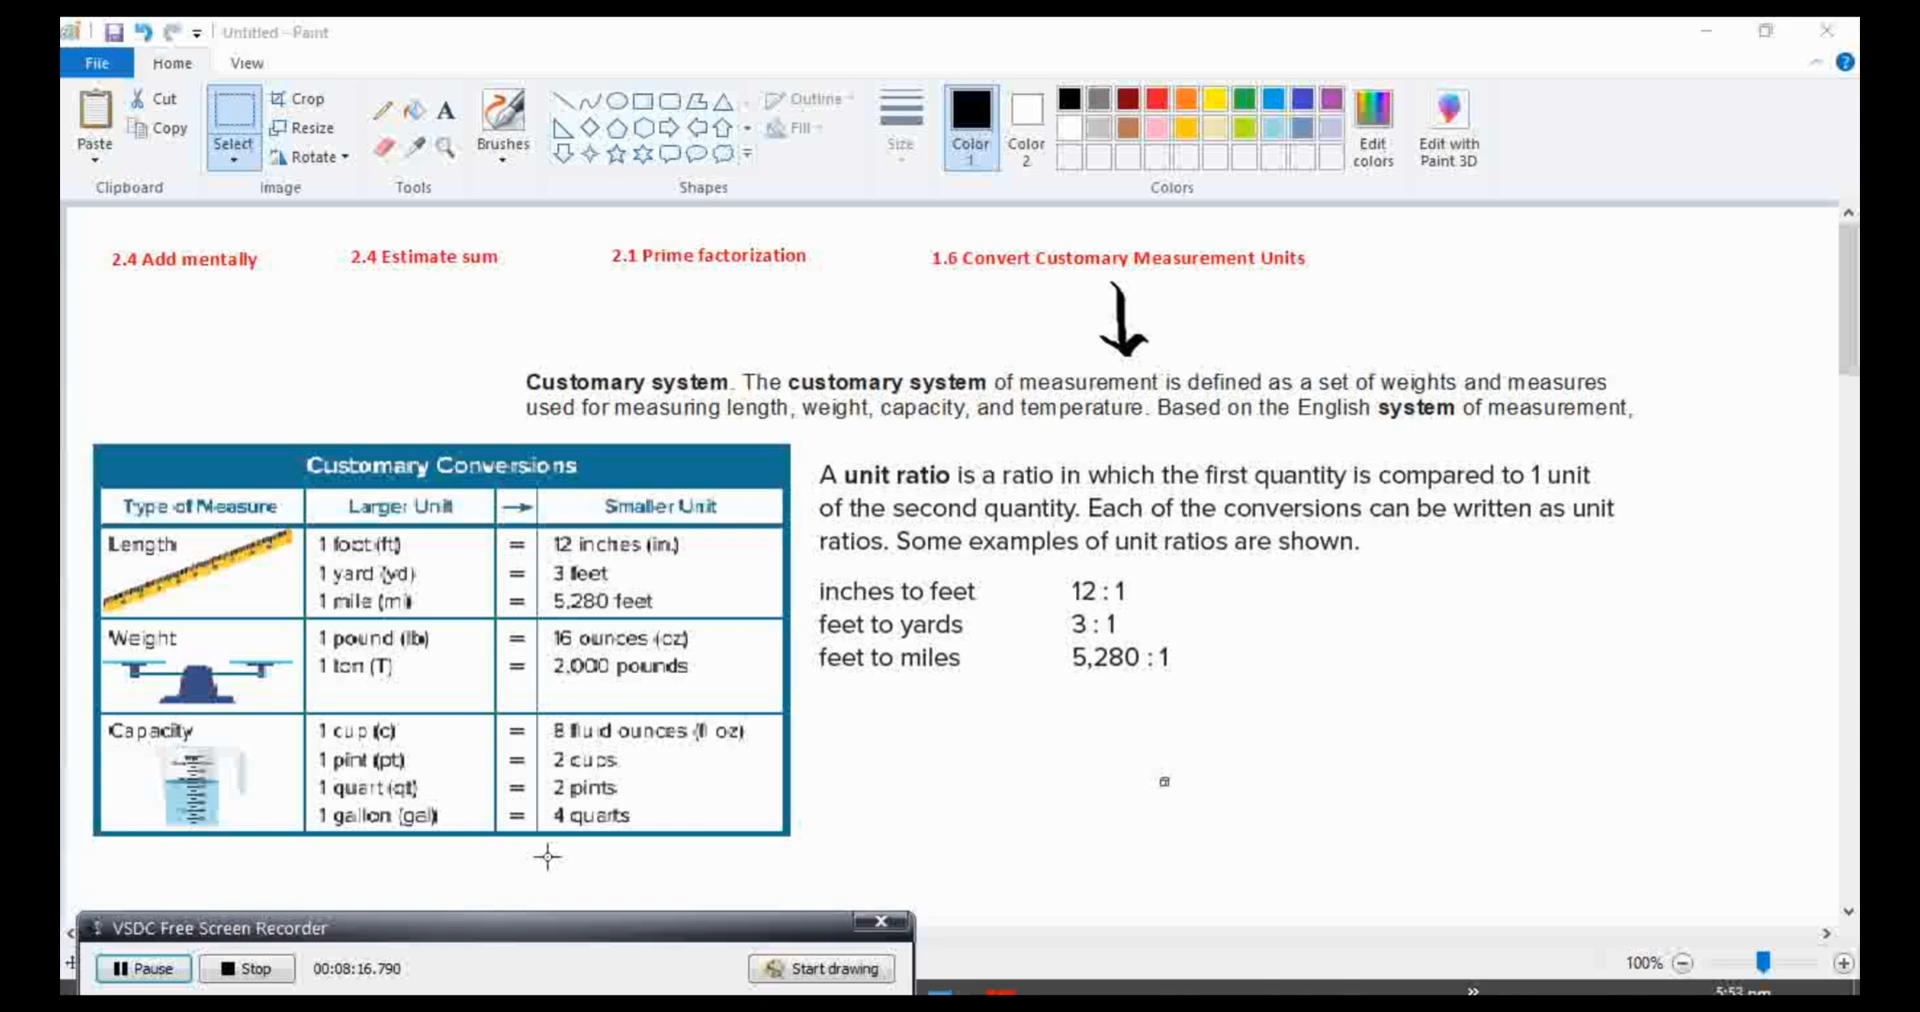 Untitled - Paint
File Home View
Paste
Cut
Copy
Clipboard
Select
Crop
Resize
Rotate
Image
A
Tools
Brushes
Outline
Fill
Shapes
Size
Color
1
Color
2
Colors
Edit
colors
Edit with
Paint 3D
2.4 Add mentally
2.4 Estimate sum
2.1 Prime factorization
1.6 Convert Customary Measurement Units
Customary system. The customary system of measurement is defined as a set of weights and measures
used for measuring length, weight, capacity, and temperature. Based on the English system of measurement,
Customary Conversions
Type of Measure Larger Unit → Smaller Unit
Length
1 foot (ft) = 12 inches (in.)
1 yard (yd) = 3 feet
1 mile (mi) = 5,280 feet
Weight
1 pound (lb) = 16 ounces (oz)
1 ton (T) = 2,000 pounds
Capacity
1 cup (c) = 8 fluid ounces (fl oz)
1 pint (pt) = 2 cups
1 quart (qt) = 2 pints
1 gallon (gal) = 4 quarts
A unit ratio is a ratio in which the first quantity is compared to 1 unit
of the second quantity. Each of the conversions can be written as unit
ratios. Some examples of unit ratios are shown.
inches to feet 12 : 1
feet to yards 3 : 1
feet to miles 5,280 : 1
VSDC Free Screen Recorder
Pause Stop 00:08:16.790 Start drawing
100%
5:53 pm